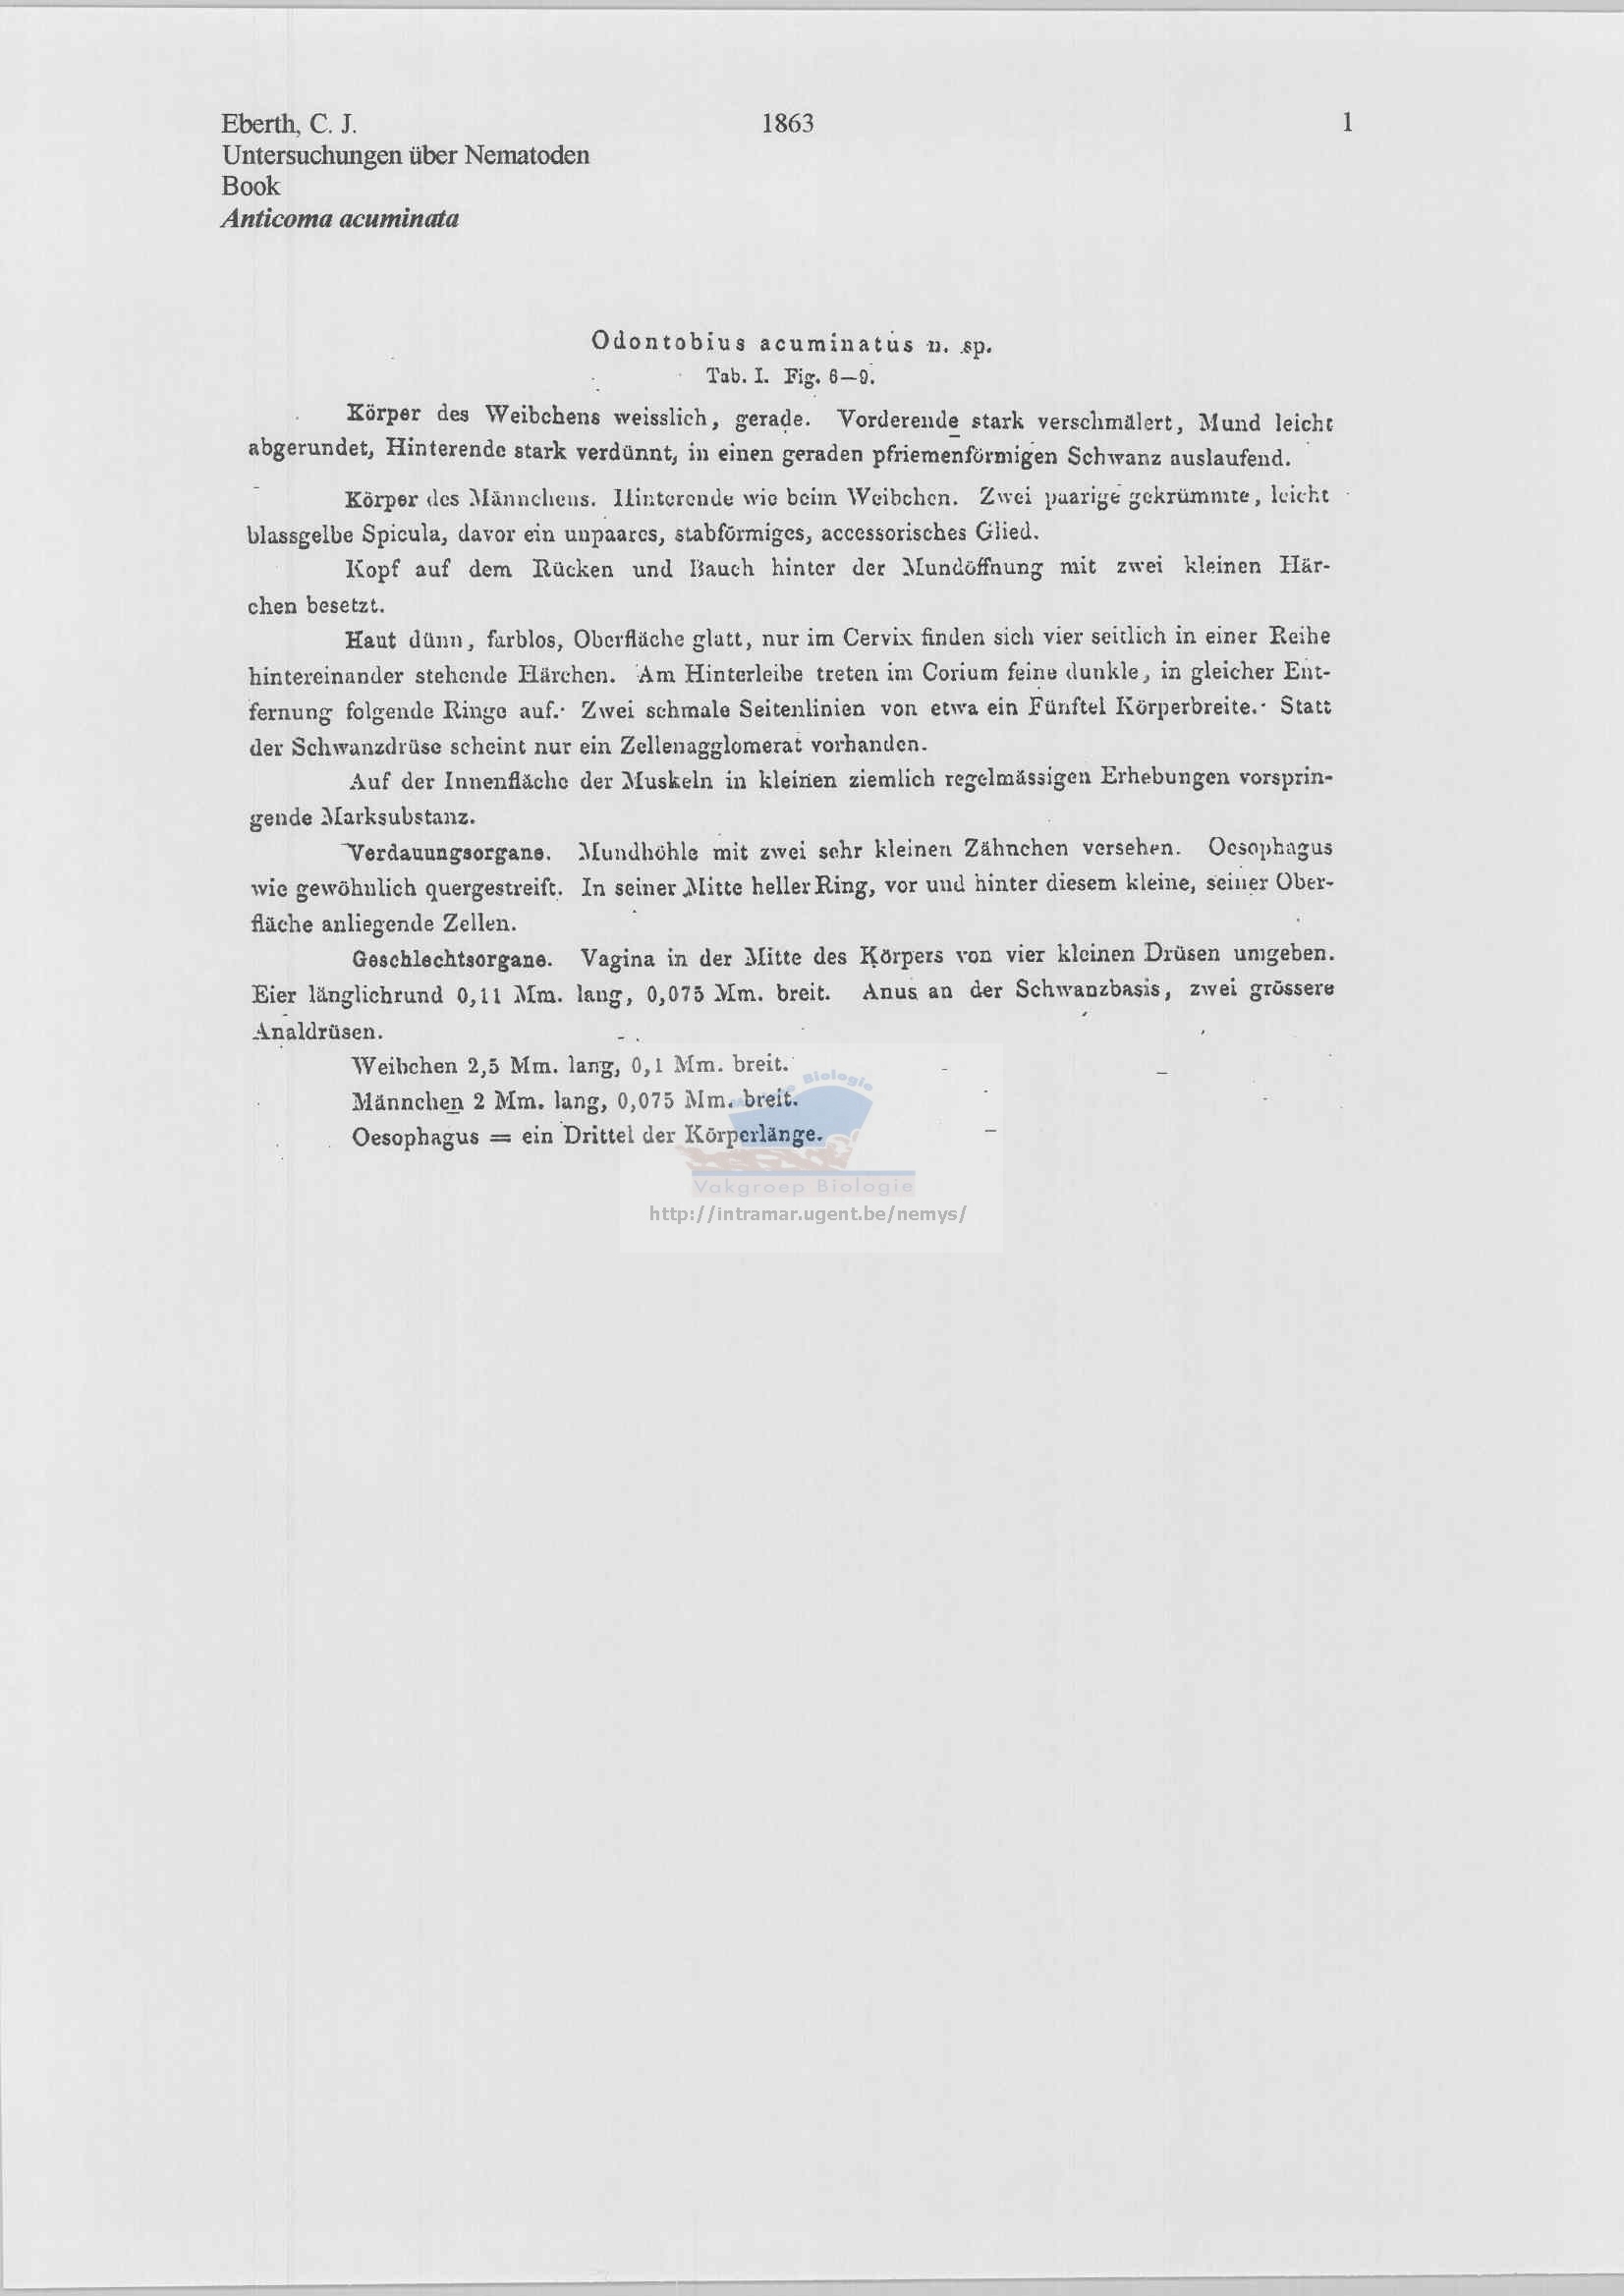 Eberth, C. J. 1863 1
Untersuchungen über Nematoden
Book
Anticoma acuminata
Odontobius acuminatus n. sp.
Tab. I. Fig. 6—9.
Körper des Weibchens weisslich, gerade. Vorderende stark verschmälert, Mund leicht
abgerundet, Hinterende stark verdünnt, in einen geraden pfriemenförmigen Schwanz auslaufend.
Körper des Männchens. Hinterende wie beim Weibchen. Zwei paarige gekrümmte, leicht
blassgelbe Spicula, davor ein unpaares, stabförmiges, accessorisches Glied.
Kopf auf dem Rücken und Bauch hinter der Mundöffnung mit zwei kleinen Här-
chen besetzt.
Haut dünn, farblos, Oberfläche glatt, nur im Cervix finden sich vier seitlich in einer Reihe
hintereinander stehende Härchen. Am Hinterleibe treten im Corium feine dunkle, in gleicher Ent-
fernung folgende Ringe auf. Zwei schmale Seitenlinien von etwa ein Fünftel Körperbreite. Statt
der Schwanzdrüse scheint nur ein Zellenagglomerat vorhanden.
Auf der Innenfläche der Muskeln in kleinen ziemlich regelmässigen Erhebungen vorsprin-
gende Marksubstanz.
Verdauungsorgane. Mundhöhle mit zwei sehr kleinen Zähnchen versehen. Oesophagus
wie gewöhnlich quergestreift. In seiner Mitte heller Ring, vor und hinter diesem kleine, seiner Ober-
fläche anliegende Zellen.
Geschlechtsorgane. Vagina in der Mitte des Körpers von vier kleinen Drüsen umgeben.
Eier länglichrund 0,11 Mm. lang, 0,075 Mm. breit. Anus an der Schwanzbasis, zwei grössere
Analdrüsen.
Weibchen 2,5 Mm. lang, 0,1 Mm. breit.
Männchen 2 Mm. lang, 0,075 Mm. breit.
Oesophagus = ein Drittel der Körperlänge.
Biologie
Vakgroep Biologie
http://intramar.ugent.be/nemys/